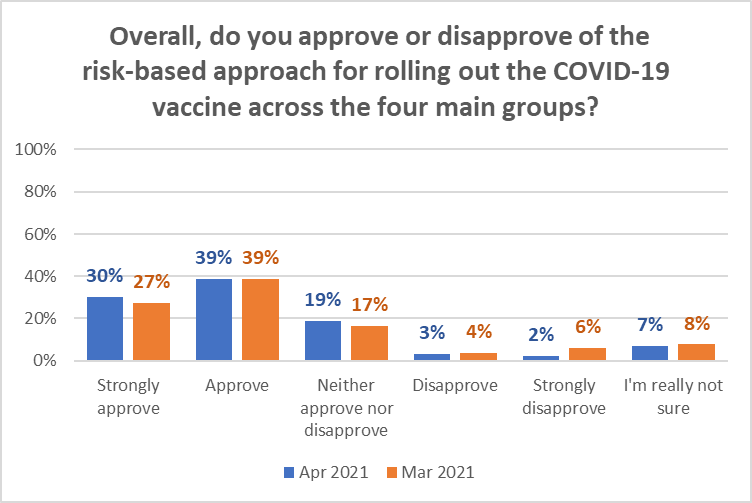 Overall, do you approve or disapprove of the
risk-based approach for rolling out the COVID-19
vaccine across the four main groups?
100%
80%
60%
40%
20%
0%
30%
27%
39%
39%
19%
17%
3%
4%
2%
6%
7%
8%
Strongly
approve
Approve
Neither
approve nor
disapprove
Disapprove
Strongly
disapprove
I'm really not
sure
Apr 2021
Mar 2021